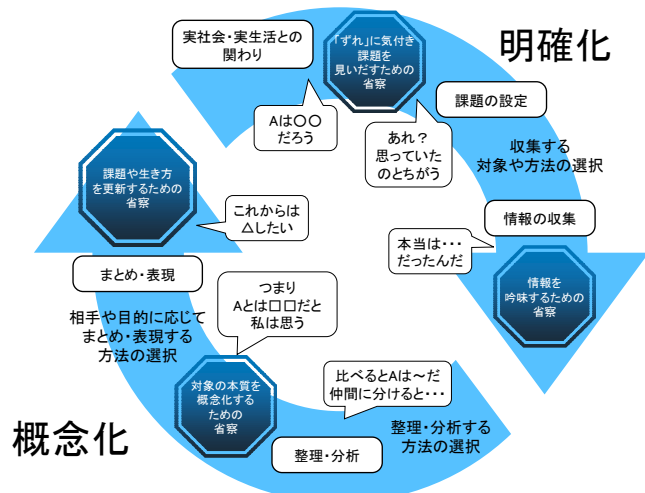 明確化
実社会・実生活との
関わり
「ずれ」に気付き
課題を
見いだすための
省察
Aは〇〇
だろう
あれ？
思っていた
のとちがう
課題の設定
収集する
対象や方法の選択
情報の収集
本当は・・・
だったんだ
情報を
吟味するための
省察
整理・分析する
方法の選択
比べるとAは～だ
仲間に分けると・・・
整理・分析
概念化
対象の本質を
概念化する
ための
省察
つまり
Aとは□□だと
私は思う
相手や目的に応じて
まとめ・表現する
方法の選択
まとめ・表現
これからは
△したい
課題や生き方
を更新するための
省察